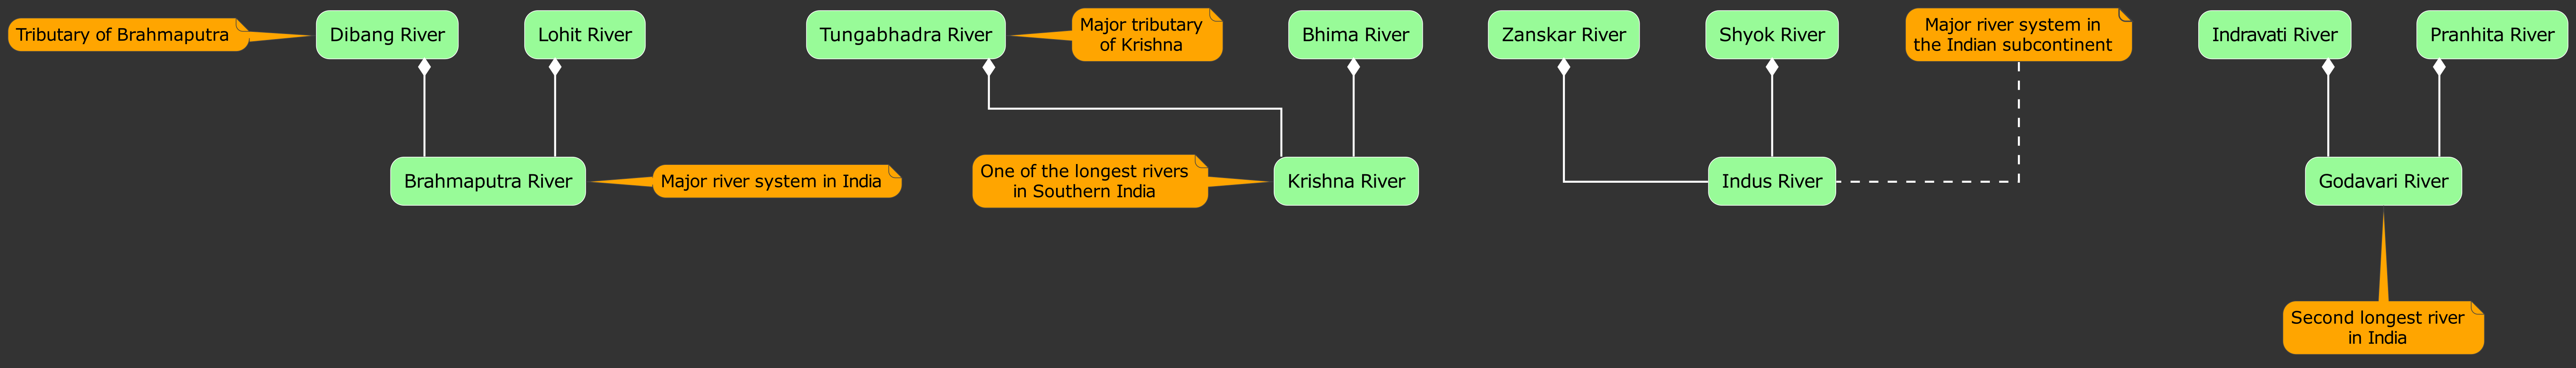 Tributary of Brahmaputra
Dibang River
Lohit River
Tungabhadra River
Major tributary
of Krishna
Bhima River
Zanskar River
Shyok River
Major river system in
the Indian subcontinent
Indravati River
Pranhita River
Brahmaputra River
Major river system in India
One of the longest rivers
in Southern India
Krishna River
Indus River
Godavari River
Second longest river
in India